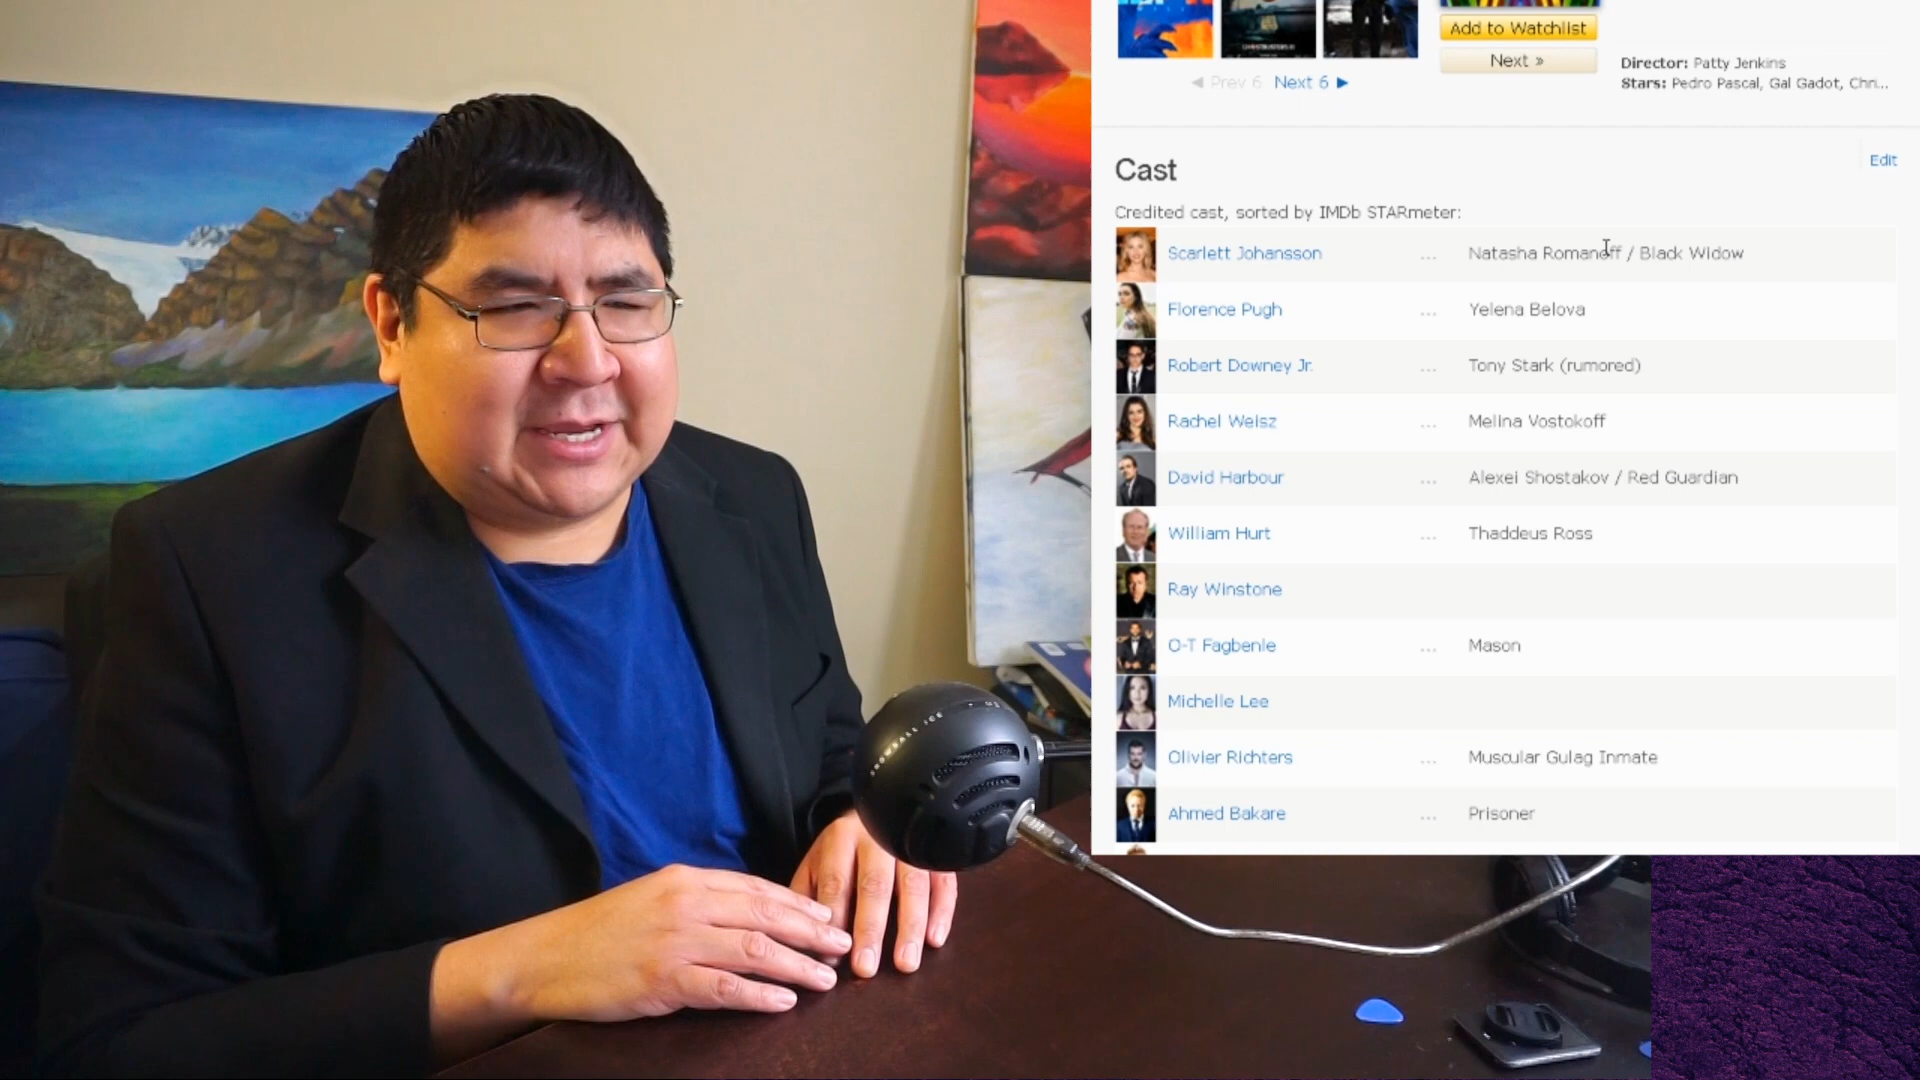 Add to Watchlist
Next »
◀ Prev 6 Next 6 ▶
Director: Patty Jenkins
Stars: Pedro Pascal, Gal Gadot, Chri...
Cast
Edit
Credited cast, sorted by IMDb STARmeter:
Scarlett Johansson ... Natasha Romanoff / Black Widow
Florence Pugh ... Yelena Belova
Robert Downey Jr. ... Tony Stark (rumored)
Rachel Weisz ... Melina Vostokoff
David Harbour ... Alexei Shostakov / Red Guardian
William Hurt ... Thaddeus Ross
Ray Winstone
O-T Fagbenle ... Mason
Michelle Lee
Olivier Richters ... Muscular Gulag Inmate
Ahmed Bakare ... Prisoner
SNOWBALL ICE